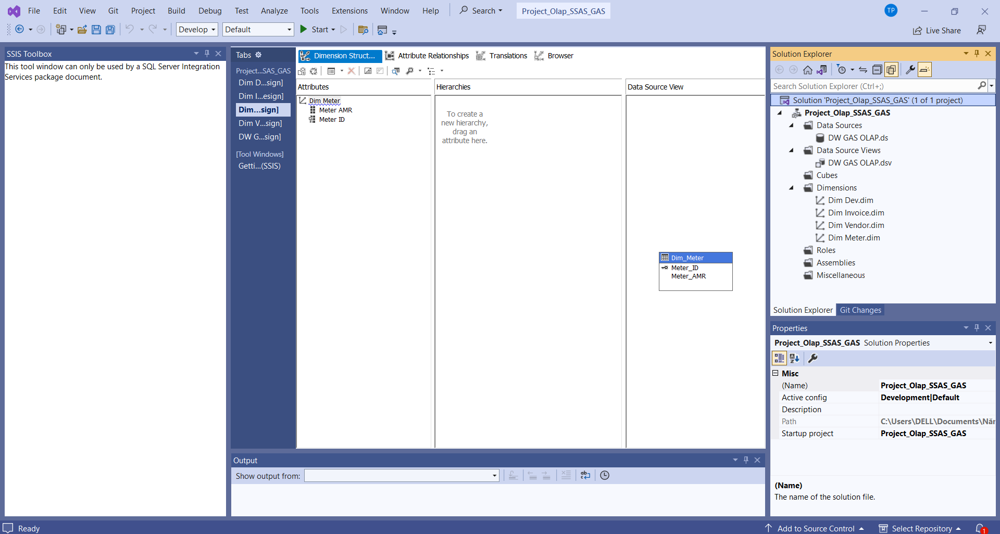 File Edit View Git Project Build Debug Test Analyze Tools Extensions Window Help Search Project_Olap_SSAS_GAS TP
Develop Default Start Live Share
SSIS Toolbox
This tool window can only be used by a SQL Server Integration
Services package document.
Tabs
Project...SAS_GAS
Dim D...sign]
Dim I...esign]
Dim...sign]
Dim V...sign]
DW G...sign]
[Tool Windows]
Getti...(SSIS)
Dimension Struct... Attribute Relationships Translations Browser
Attributes
Dim Meter
Meter AMR
Meter ID
Hierarchies
To create a
new hierarchy,
drag an
attribute here.
Data Source View
Dim_Meter
Meter_ID
Meter_AMR
Output
Show output from:
Solution Explorer
Search Solution Explorer (Ctrl+;)
Solution 'Project_Olap_SSAS_GAS' (1 of 1 project)
Project_Olap_SSAS_GAS
Data Sources
DW GAS OLAP.ds
Data Source Views
DW GAS OLAP.dsv
Cubes
Dimensions
Dim Dev.dim
Dim Invoice.dim
Dim Vendor.dim
Dim Meter.dim
Roles
Assemblies
Miscellaneous
Solution Explorer Git Changes
Properties
Project_Olap_SSAS_GAS Solution Properties
Misc
(Name) Project_Olap_SSAS_GAS
Active config Development|Default
Description
Path C:\Users\DELL\Documents\Năr
Startup project Project_Olap_SSAS_GAS
(Name)
The name of the solution file.
Ready Add to Source Control Select Repository 1